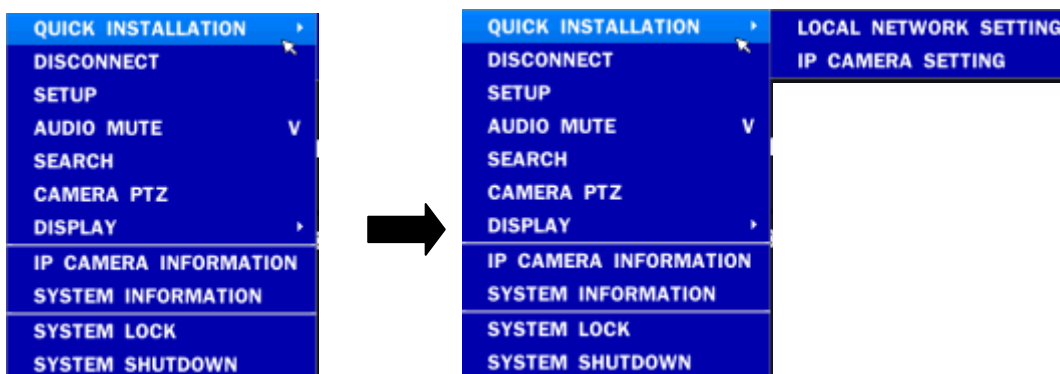 QUICK INSTALLATION
DISCONNECT
SETUP
AUDIO MUTE V
SEARCH
CAMERA PTZ
DISPLAY
IP CAMERA INFORMATION
SYSTEM INFORMATION
SYSTEM LOCK
SYSTEM SHUTDOWN
QUICK INSTALLATION
DISCONNECT
SETUP
AUDIO MUTE V
SEARCH
CAMERA PTZ
DISPLAY
IP CAMERA INFORMATION
SYSTEM INFORMATION
SYSTEM LOCK
SYSTEM SHUTDOWN
LOCAL NETWORK SETTING
IP CAMERA SETTING